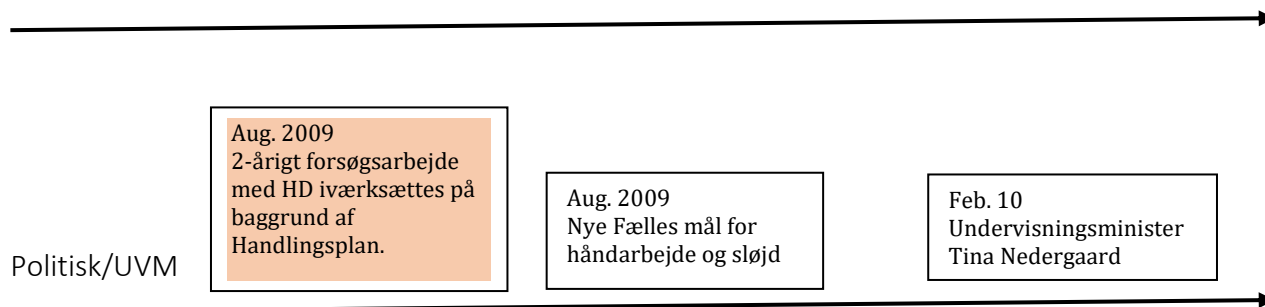 Aug. 2009
2-årigt forsøgsarbejde
med HD iværksættes på
baggrund af
Handlingsplan.
Aug. 2009
Nye Fælles mål for
håndarbejde og sløjd
Feb. 10
Undervisningsminister
Tina Nedergaard
Politisk/UVM